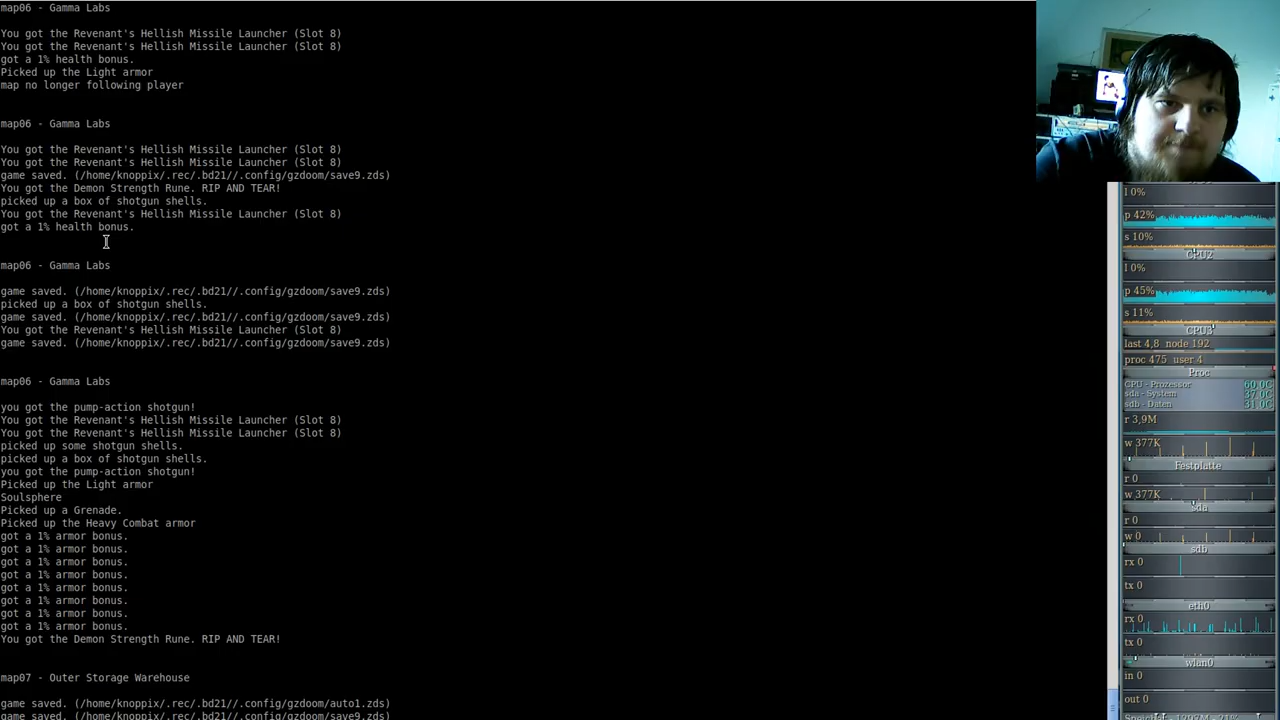 map06 - Gamma Labs
You got the Revenant's Hellish Missile Launcher (Slot 8)
You got the Revenant's Hellish Missile Launcher (Slot 8)
got a 1% health bonus.
Picked up the Light armor
map no longer following player
map06 - Gamma Labs
You got the Revenant's Hellish Missile Launcher (Slot 8)
You got the Revenant's Hellish Missile Launcher (Slot 8)
game saved. (/home/knoppix/.rec/.bd21//.config/gzdoom/save9.zds)
You got the Demon Strength Rune. RIP AND TEAR!
picked up a box of shotgun shells.
You got the Revenant's Hellish Missile Launcher (Slot 8)
got a 1% health bonus.
map06 - Gamma Labs
game saved. (/home/knoppix/.rec/.bd21//.config/gzdoom/save9.zds)
picked up a box of shotgun shells.
game saved. (/home/knoppix/.rec/.bd21//.config/gzdoom/save9.zds)
You got the Revenant's Hellish Missile Launcher (Slot 8)
game saved. (/home/knoppix/.rec/.bd21//.config/gzdoom/save9.zds)
map06 - Gamma Labs
you got the pump-action shotgun!
You got the Revenant's Hellish Missile Launcher (Slot 8)
You got the Revenant's Hellish Missile Launcher (Slot 8)
picked up some shotgun shells.
picked up a box of shotgun shells.
you got the pump-action shotgun!
Picked up the Light armor
Soulsphere
Picked up a Grenade.
Picked up the Heavy Combat armor
got a 1% armor bonus.
got a 1% armor bonus.
got a 1% armor bonus.
got a 1% armor bonus.
got a 1% armor bonus.
got a 1% armor bonus.
got a 1% armor bonus.
got a 1% armor bonus.
You got the Demon Strength Rune. RIP AND TEAR!
map07 - Outer Storage Warehouse
game saved. (/home/knoppix/.rec/.bd21//.config/gzdoom/auto1.zds)
game saved. (/home/knoppix/.rec/.bd21//.config/gzdoom/save9.zds)
I 0%
p 42%
s 10%
CPU2
I 0%
p 45%
s 11%
CPU3
last 4,8 node 192
proc 475 user 4
Proc
CPU - Prozessor 60.0C
sda - System 37.0C
sdb - Daten 31.0C
r 3,9M
w 377K
Festplatte
r 0
w 377K
sda
r 0
w 0
sdb
rx 0
tx 0
eth0
rx 0
tx 0
wlan0
in 0
out 0